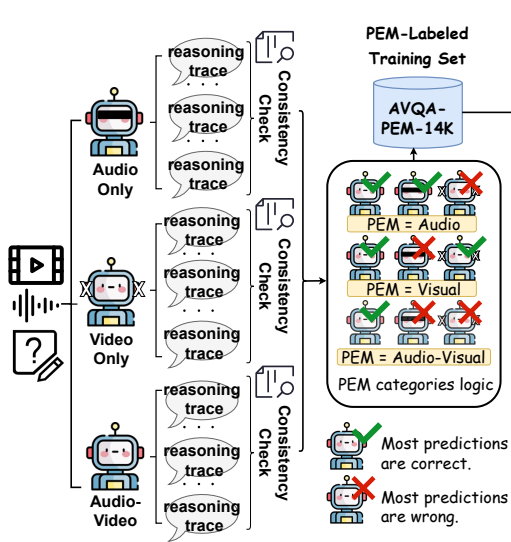 reasoning
trace
. . .
reasoning
trace
. . .
reasoning
trace
Consistency
Check
Audio
Only
reasoning
trace
. . .
reasoning
trace
. . .
reasoning
trace
Consistency
Check
?
X X
Video
Only
reasoning
trace
. . .
reasoning
trace
. . .
reasoning
trace
Consistency
Check
Audio-
Video
PEM-Labeled
Training Set
AVQA-
PEM-14K
PEM = Audio
PEM = Visual
PEM = Audio-Visual
PEM categories logic
Most predictions
are correct.
Most predictions
are wrong.